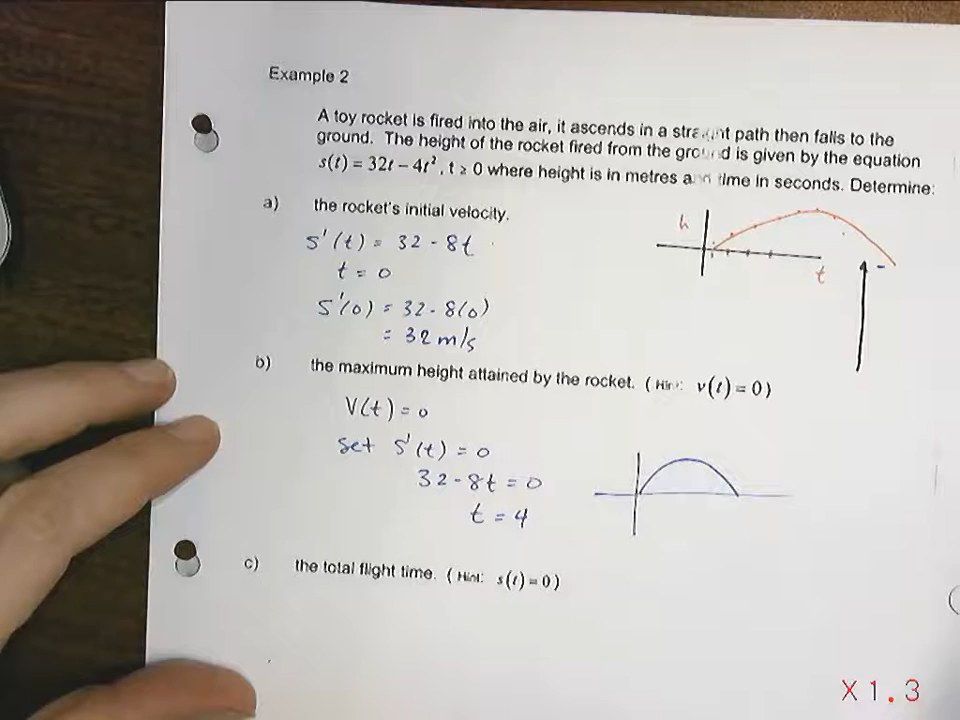 Example 2
A toy rocket is fired into the air, it ascends in a straight path then falls to the
ground. The height of the rocket fired from the ground is given by the equation
s(t) = 32t − 4t², t ≥ 0 where height is in metres and time in seconds. Determine:
a) the rocket's initial velocity.
s'(t) = 32 - 8t
t = 0
s'(0) = 32 - 8(0)
= 32 m/s
h
t
b) the maximum height attained by the rocket. (Hint: v(t) = 0)
V(t) = 0
set s'(t) = 0
32 - 8t = 0
t = 4
c) the total flight time. (Hint: s(t) = 0)
X1.3